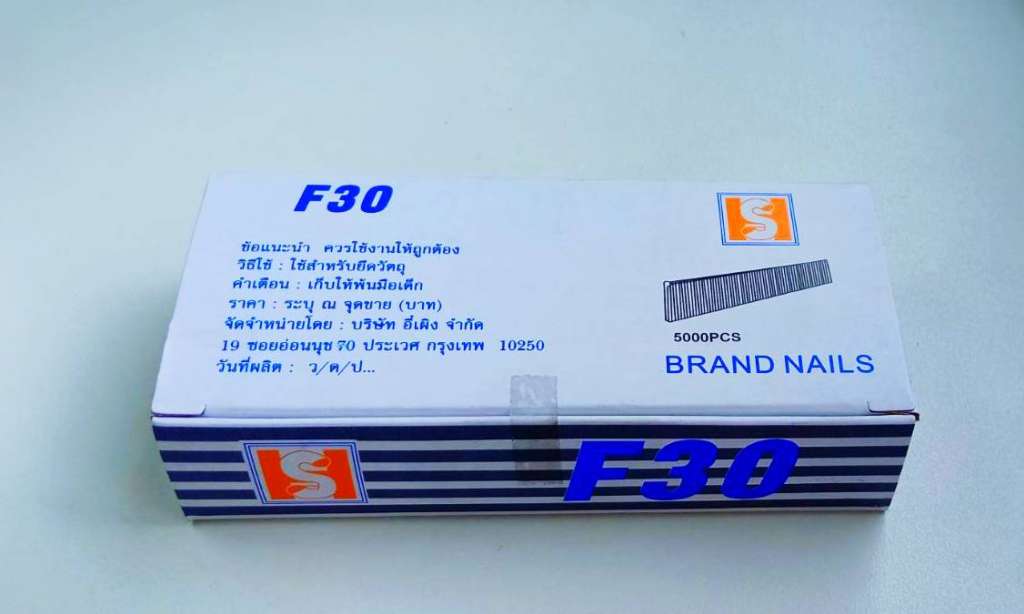 F30
ข้อแนะนำ ควรใช้งานให้ถูกต้อง
วิธีใช้ : ใช้สำหรับยึดวัตถุ
คำเตือน : เก็บให้พ้นมือเด็ก
ราคา : ระบุ ณ จุดขาย (บาท)
จัดจำหน่ายโดย : บริษัท อี้เผิง จำกัด
19 ซอยอ่อนนุช 70 ประเวศ กรุงเทพ 10250
วันที่ผลิต : ว/ด/ป...
S
5000PCS
BRAND NAILS
S
F30